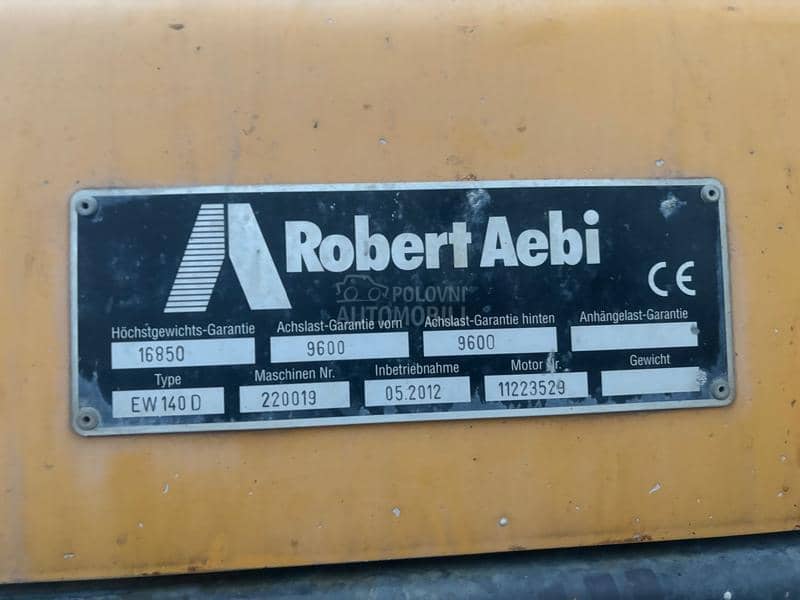 Robert Aebi
CE
POLOVNI
AUTOMOBILI
Höchstgewichts-Garantie Achslast-Garantie vorn Achslast-Garantie hinten Anhängelast-Garantie
16850 9600 9600
Type Maschinen Nr. Inbetriebnahme Motor Nr. Gewicht
EW 140 D 220019 05.2012 11223529